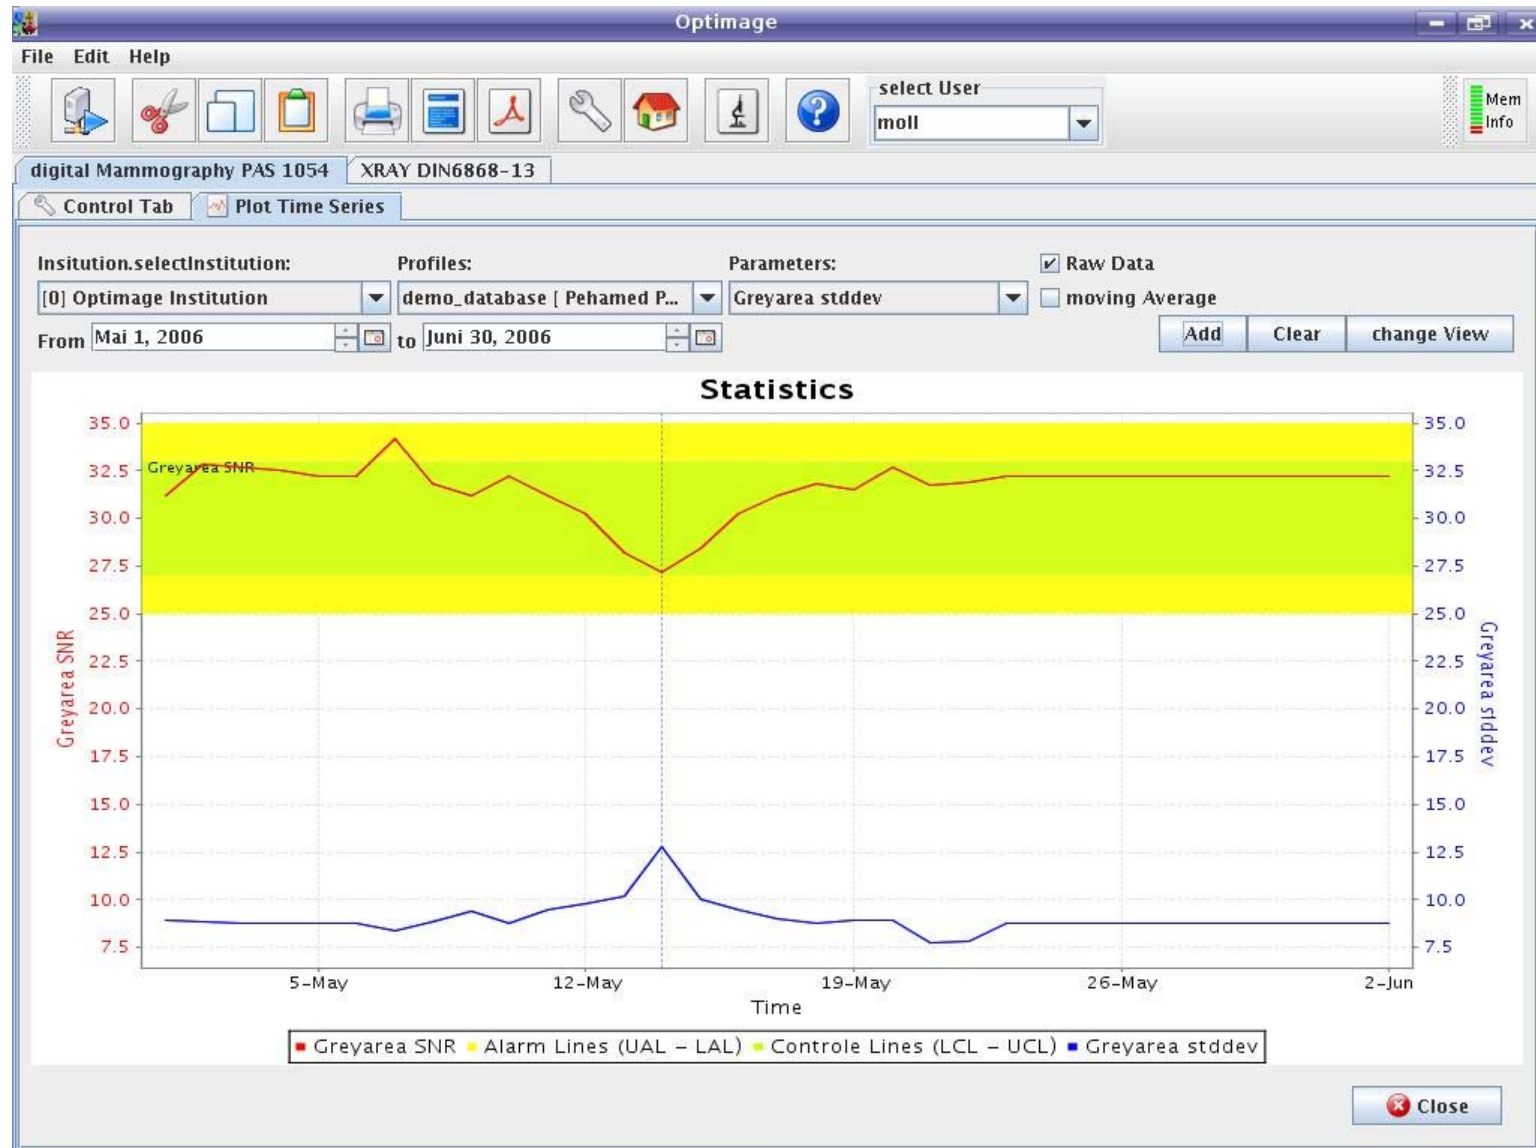 Optimage
File Edit Help
select User
moll
Mem
Info
digital Mammography PAS 1054 XRAY DIN6868-13
Control Tab Plot Time Series
Insitution.selectInstitution: Profiles: Parameters: Raw Data
[0] Optimage Institution demo_database [ Pehamed P... Greyarea stddev moving Average
From Mai 1, 2006 to Juni 30, 2006 Add Clear change View
Statistics
35.0 35.0
Greyarea SNR
32.5 32.5
30.0 30.0
27.5 27.5
25.0 25.0
22.5 22.5
20.0 20.0
17.5 17.5
15.0 15.0
12.5 12.5
10.0 10.0
7.5 7.5
Greyarea SNR
Greyarea stddev
5-May 12-May 19-May 26-May 2-Jun
Time
Greyarea SNR Alarm Lines (UAL – LAL) Controle Lines (LCL – UCL) Greyarea stddev
Close